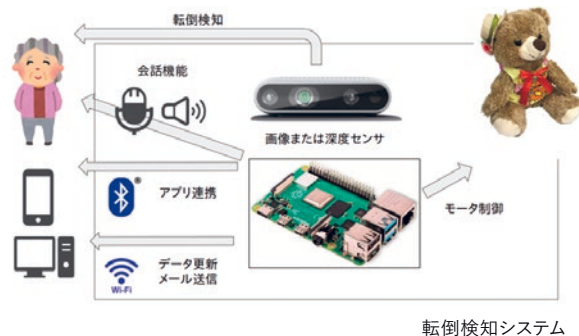 転倒検知
会話機能
画像または深度センサ
®
アプリ連携
モータ制御
データ更新
メール送信
Wi-Fi
転倒検知システム